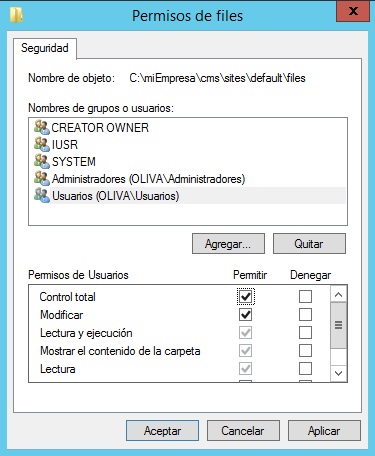 Permisos de files
Seguridad
Nombre de objeto: C:\miEmpresa\cms\sites\default\files
Nombres de grupos o usuarios:
CREATOR OWNER
IUSR
SYSTEM
Administradores (OLIVA\Administradores)
Usuarios (OLIVA\Usuarios)
Agregar... Quitar
Permisos de Usuarios Permitir Denegar
Control total
Modificar
Lectura y ejecución
Mostrar el contenido de la carpeta
Lectura
Aceptar Cancelar Aplicar